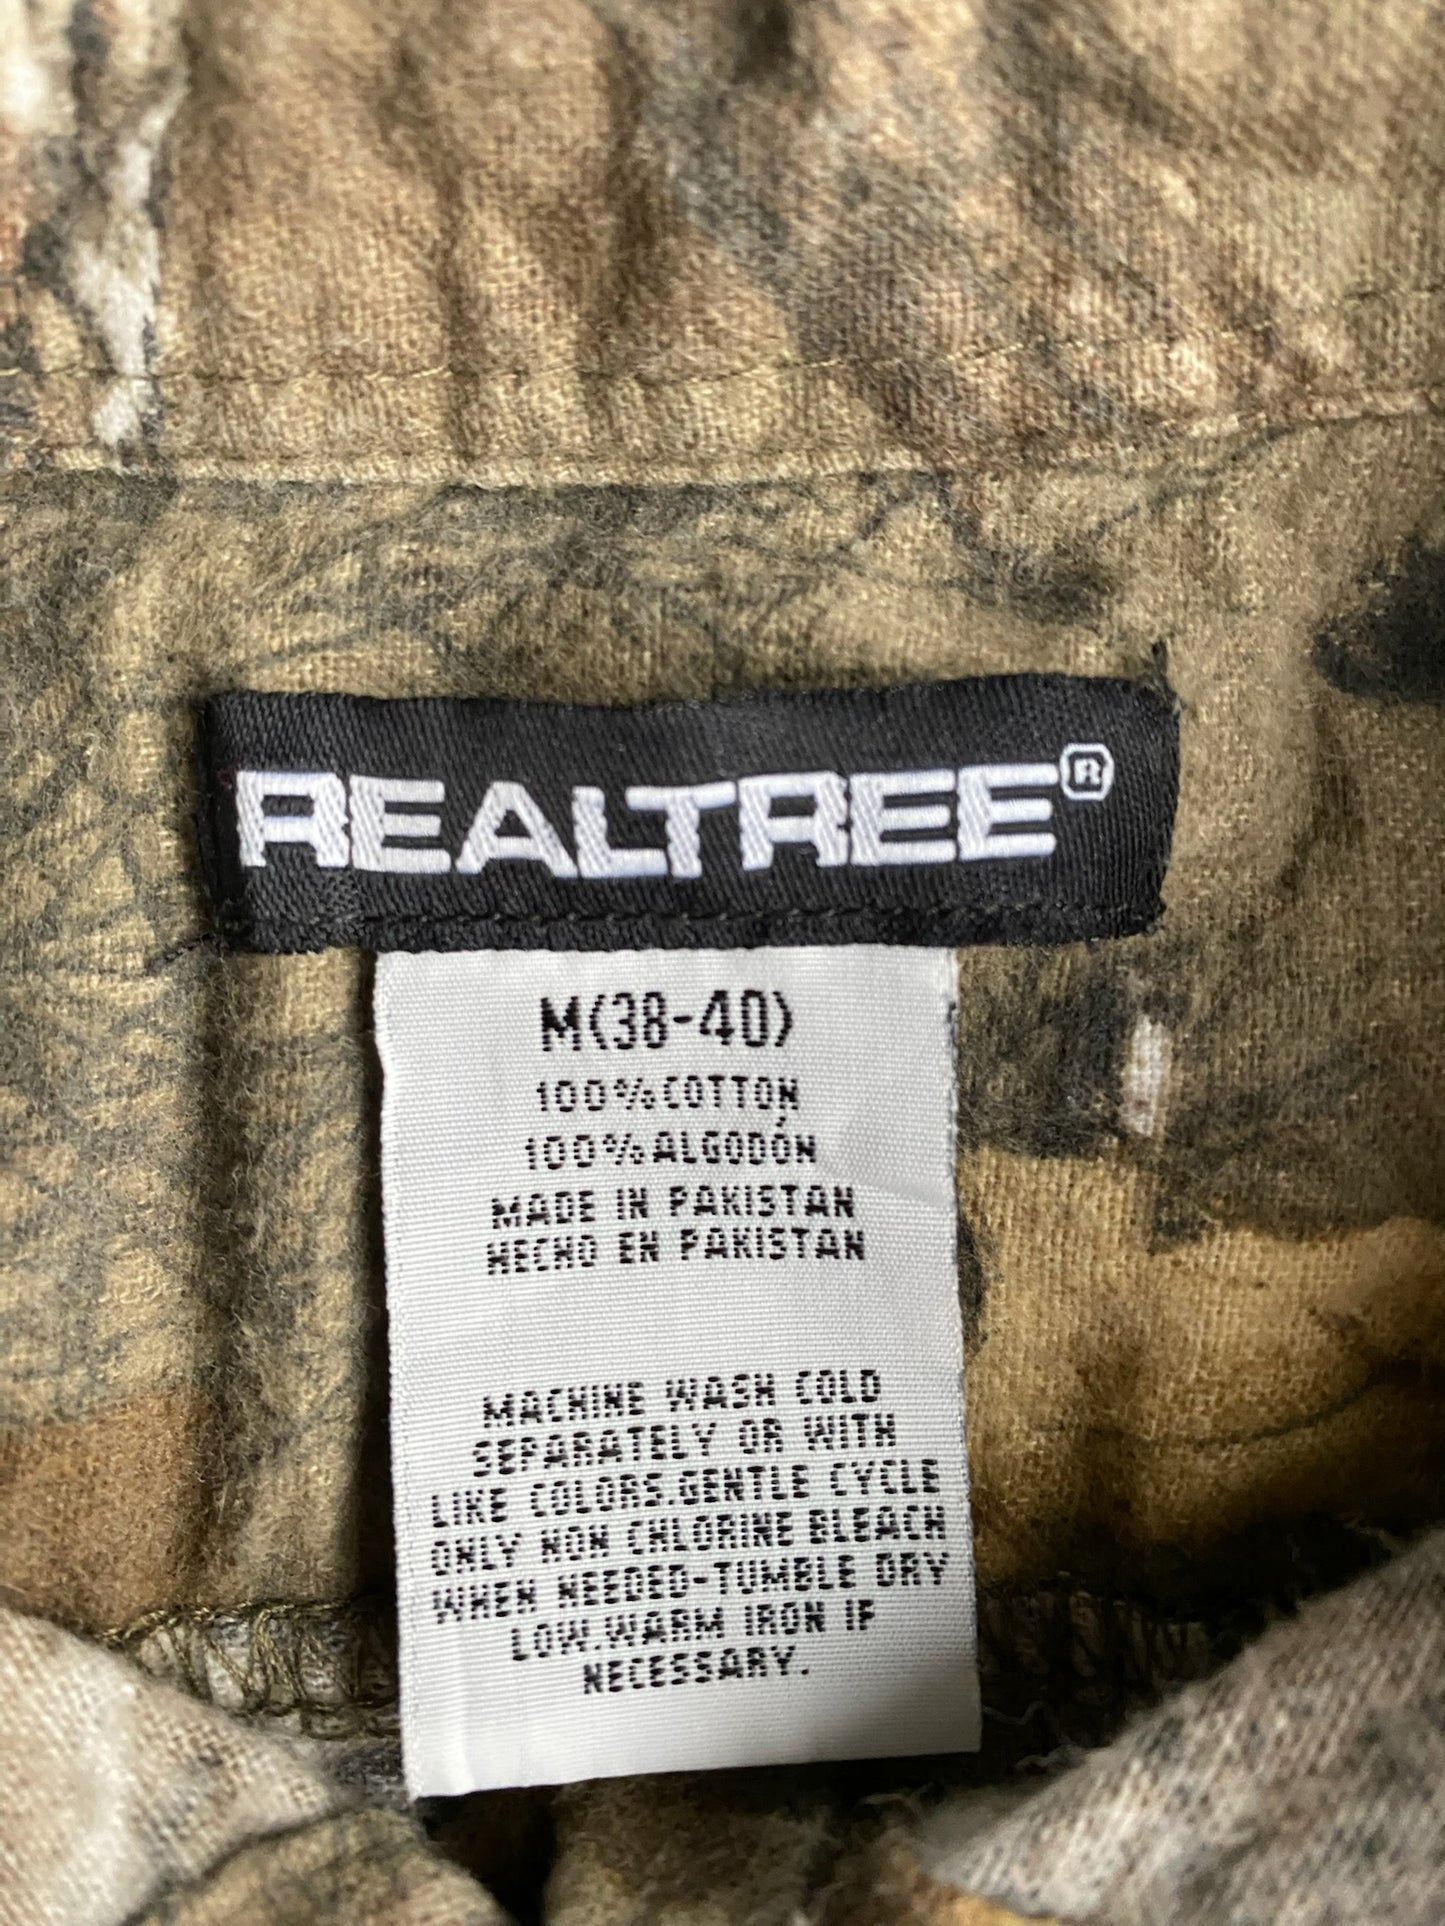 REALTREE®
M(38-40)
100%COTTON
100%ALGODÓN
MADE IN PAKISTAN
HECHO EN PAKISTAN
MACHINE WASH COLD
SEPARATELY OR WITH
LIKE COLORS.GENTLE CYCLE
ONLY NON CHLORINE BLEACH
WHEN NEEDED-TUMBLE DRY
LOW.WARM IRON IF
NECESSARY.